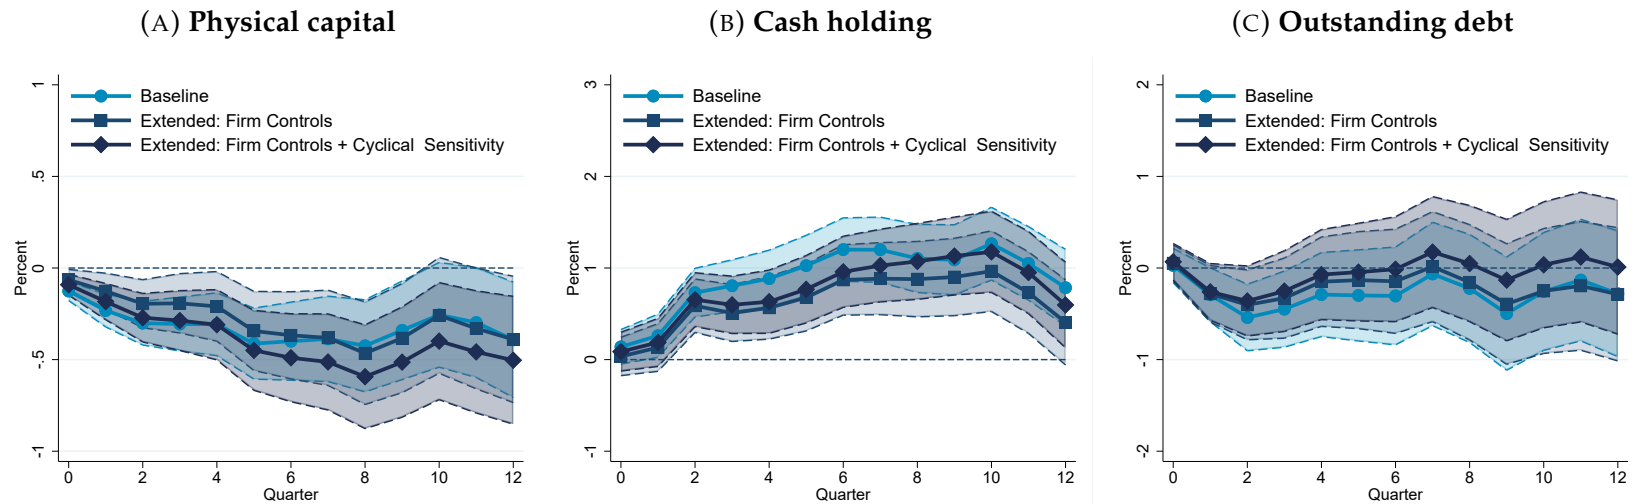 (A) Physical capital
1
.5
0
-.5
-1
Percent
Baseline
Extended: Firm Controls
Extended: Firm Controls + Cyclical Sensitivity
0 2 4 6 8 10 12
Quarter
(B) Cash holding
3
2
1
0
-1
Percent
Baseline
Extended: Firm Controls
Extended: Firm Controls + Cyclical Sensitivity
0 2 4 6 8 10 12
Quarter
(C) Outstanding debt
2
1
0
-1
-2
Percent
Baseline
Extended: Firm Controls
Extended: Firm Controls + Cyclical Sensitivity
0 2 4 6 8 10 12
Quarter